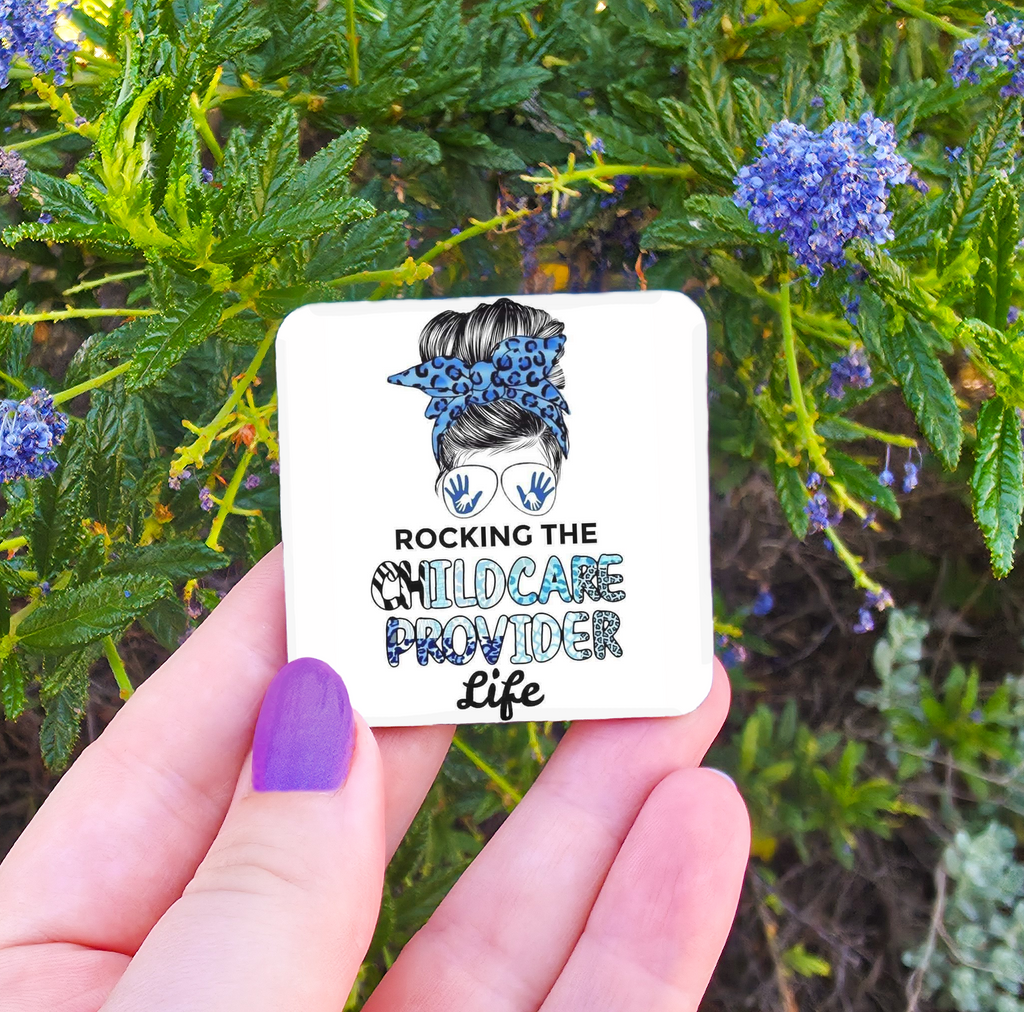 ROCKING THE
CHILDCARE
PROVIDER
Life